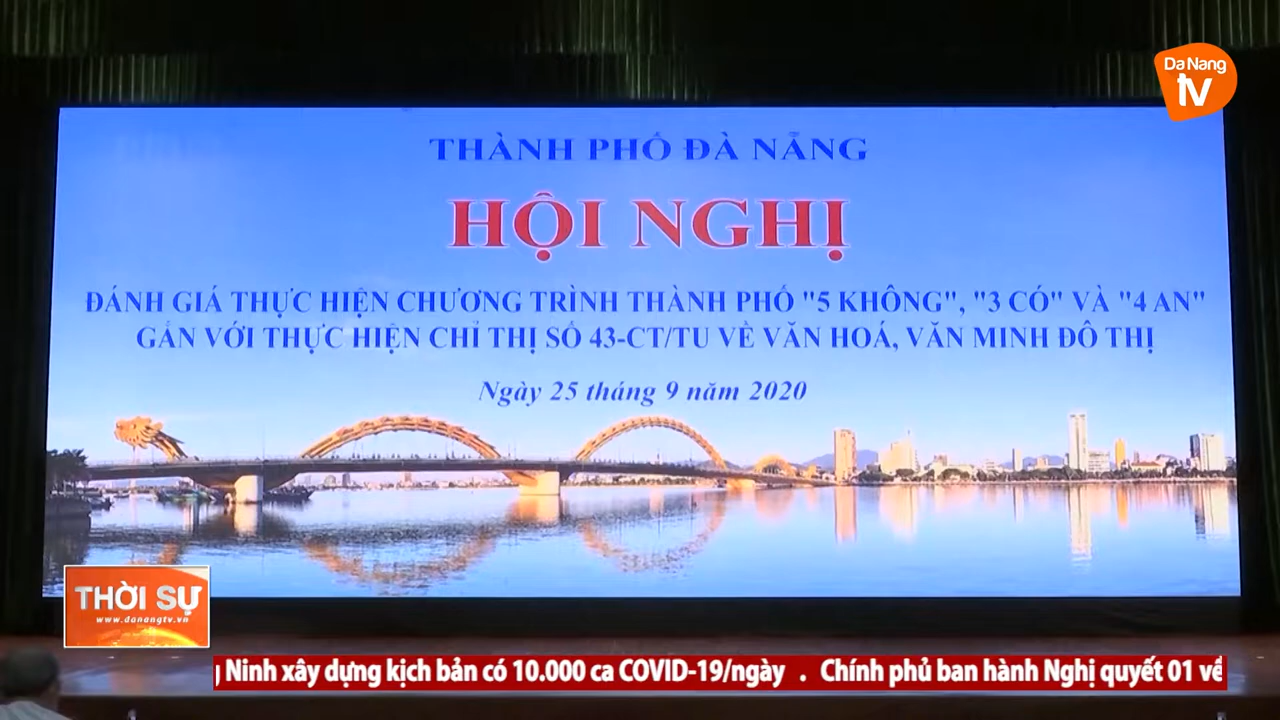 Da Nang
tv
THÀNH PHỐ ĐÀ NẴNG
HỘI NGHỊ
ĐÁNH GIÁ THỰC HIỆN CHƯƠNG TRÌNH THÀNH PHỐ "5 KHÔNG", "3 CÓ" VÀ "4 AN"
GẮN VỚI THỰC HIỆN CHỈ THỊ SỐ 43-CT/TU VỀ VĂN HOÁ, VĂN MINH ĐÔ THỊ
Ngày 25 tháng 9 năm 2020
THỜI SỰ
www.danangtv.vn
Ninh xây dựng kịch bản có 10.000 ca COVID-19/ngày . Chính phủ ban hành Nghị quyết 01 về